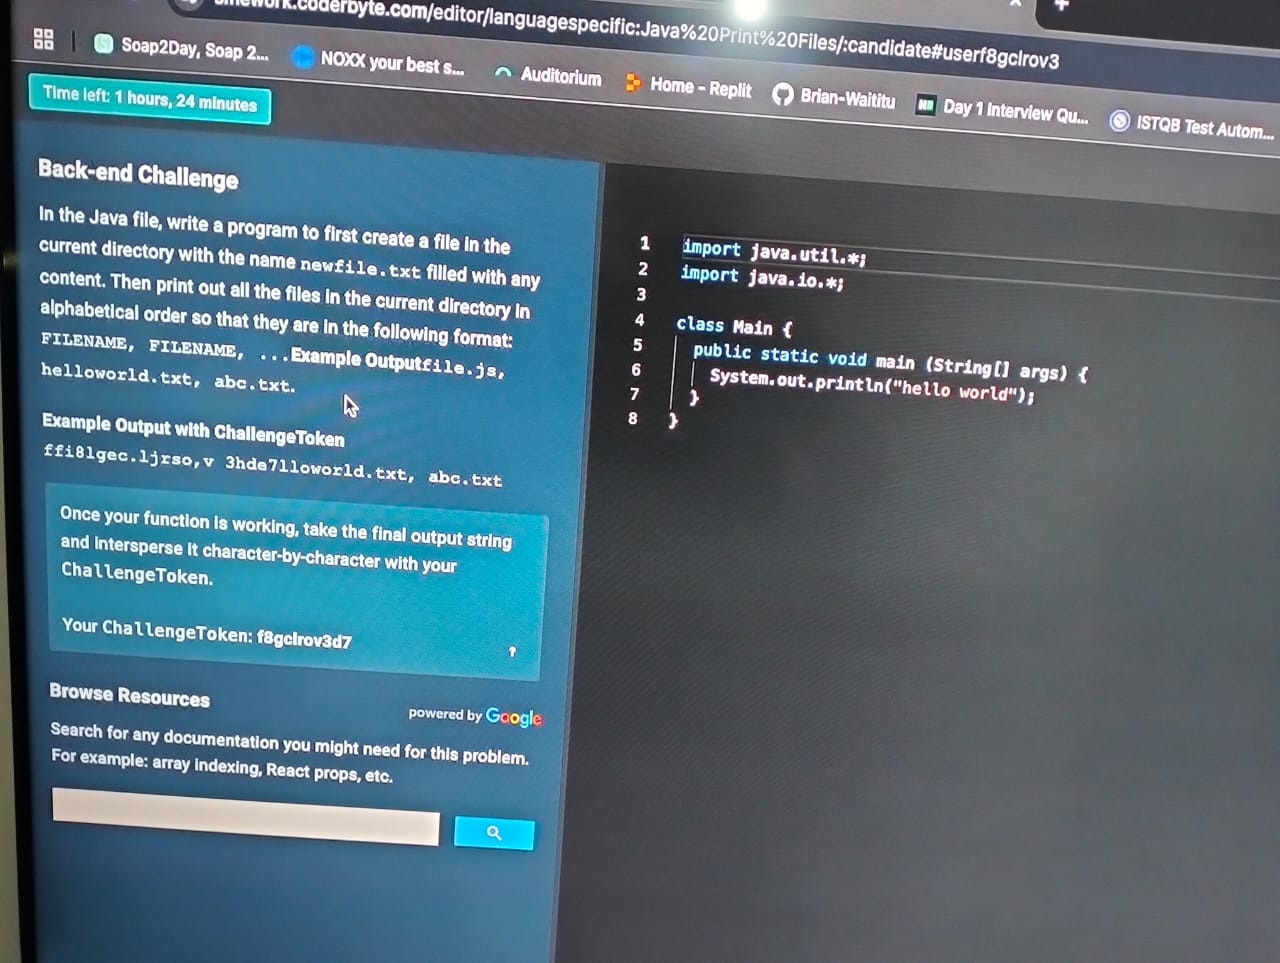 coderbyte.com/editor/languagespecific:Java%20Print%20Files/:candidate#userf8gclrov3
Soap2Day, Soap 2... NOXX your best s... Auditorium Home - Replit Brian-Waititu Day 1 Interview Qu... ISTQB Test Autom...
Time left: 1 hours, 24 minutes
Back-end Challenge
In the Java file, write a program to first create a file in the
current directory with the name newfile.txt filled with any
content. Then print out all the files in the current directory in
alphabetical order so that they are in the following format:
FILENAME, FILENAME, ...Example Outputfile.js,
helloworld.txt, abc.txt.
Example Output with ChallengeToken
ffi8lgec.ljrso,v 3hde7lloworld.txt, abc.txt
Once your function is working, take the final output string
and intersperse it character-by-character with your
ChallengeToken.
Your ChallengeToken: f8gclrov3d7
Browse Resources
powered by Google
Search for any documentation you might need for this problem.
For example: array indexing, React props, etc.
1 import java.util.*;
2 import java.io.*;
3
4 class Main {
5 public static void main (String[] args) {
6 System.out.println("hello world");
7 }
8 }